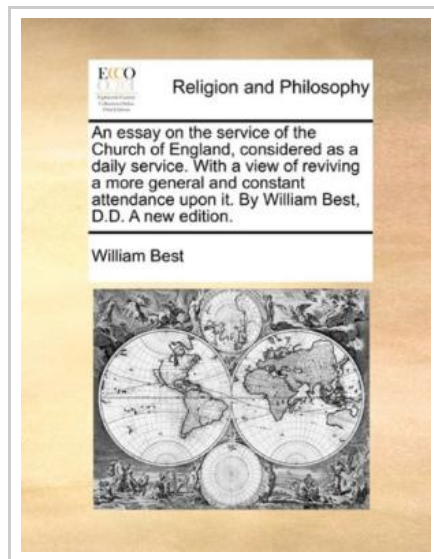 ECCO
Religion and Philosophy
An essay on the service of the
Church of England, considered as a
daily service. With a view of reviving
a more general and constant
attendance upon it. By William Best,
D.D. A new edition.
William Best